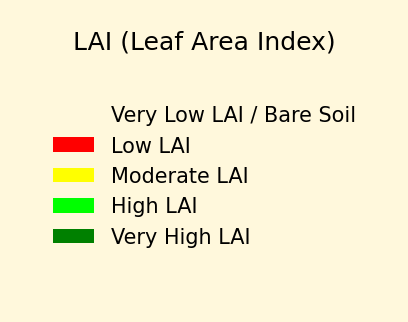 LAI (Leaf Area Index)
Very Low LAI / Bare Soil
Low LAI
Moderate LAI
High LAI
Very High LAI